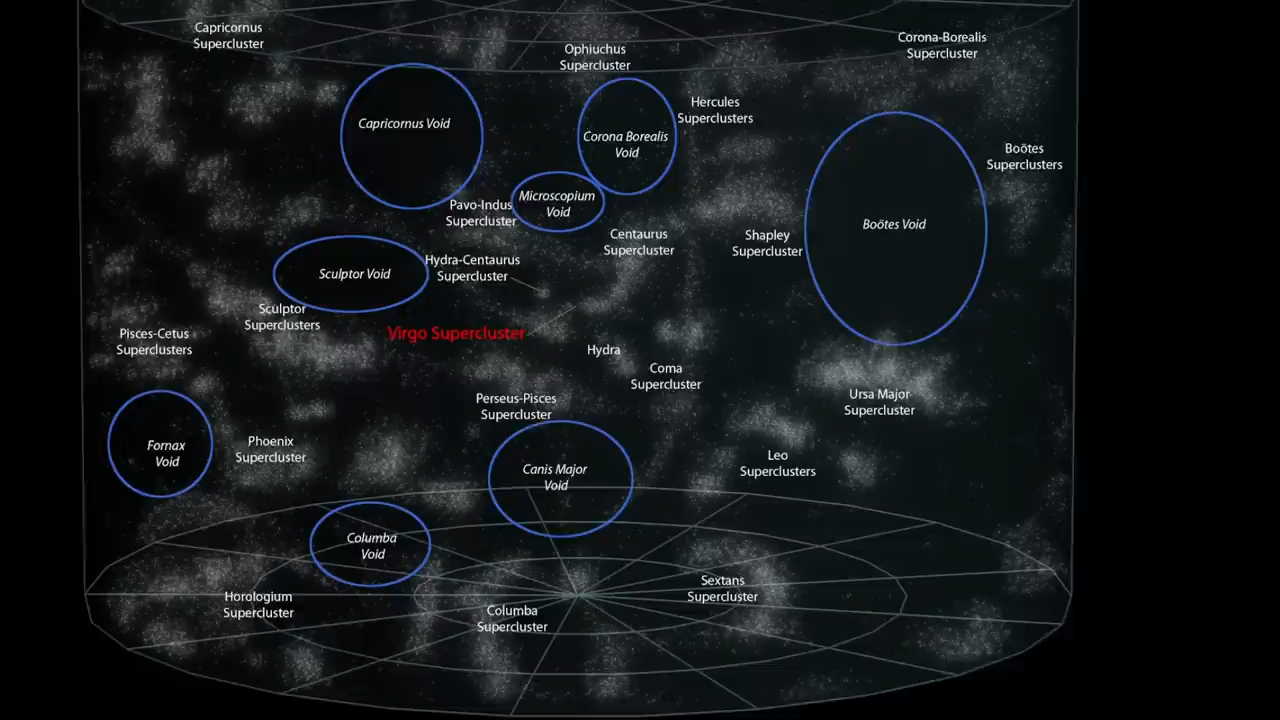 Capricornus
Supercluster
Ophiuchus
Supercluster
Corona-Borealis
Supercluster
Capricornus Void
Hercules
Superclusters
Corona Borealis
Void
Boötes
Superclusters
Microscopium
Void
Pavo-Indus
Supercluster
Centaurus
Supercluster
Shapley
Supercluster
Boötes Void
Sculptor Void
Hydra-Centaurus
Supercluster
Sculptor
Superclusters
Virgo Supercluster
Pisces-Cetus
Superclusters
Hydra
Coma
Supercluster
Perseus-Pisces
Supercluster
Ursa Major
Supercluster
Fornax
Void
Phoenix
Supercluster
Canis Major
Void
Leo
Superclusters
Columba
Void
Horologium
Supercluster
Columba
Supercluster
Sextans
Supercluster